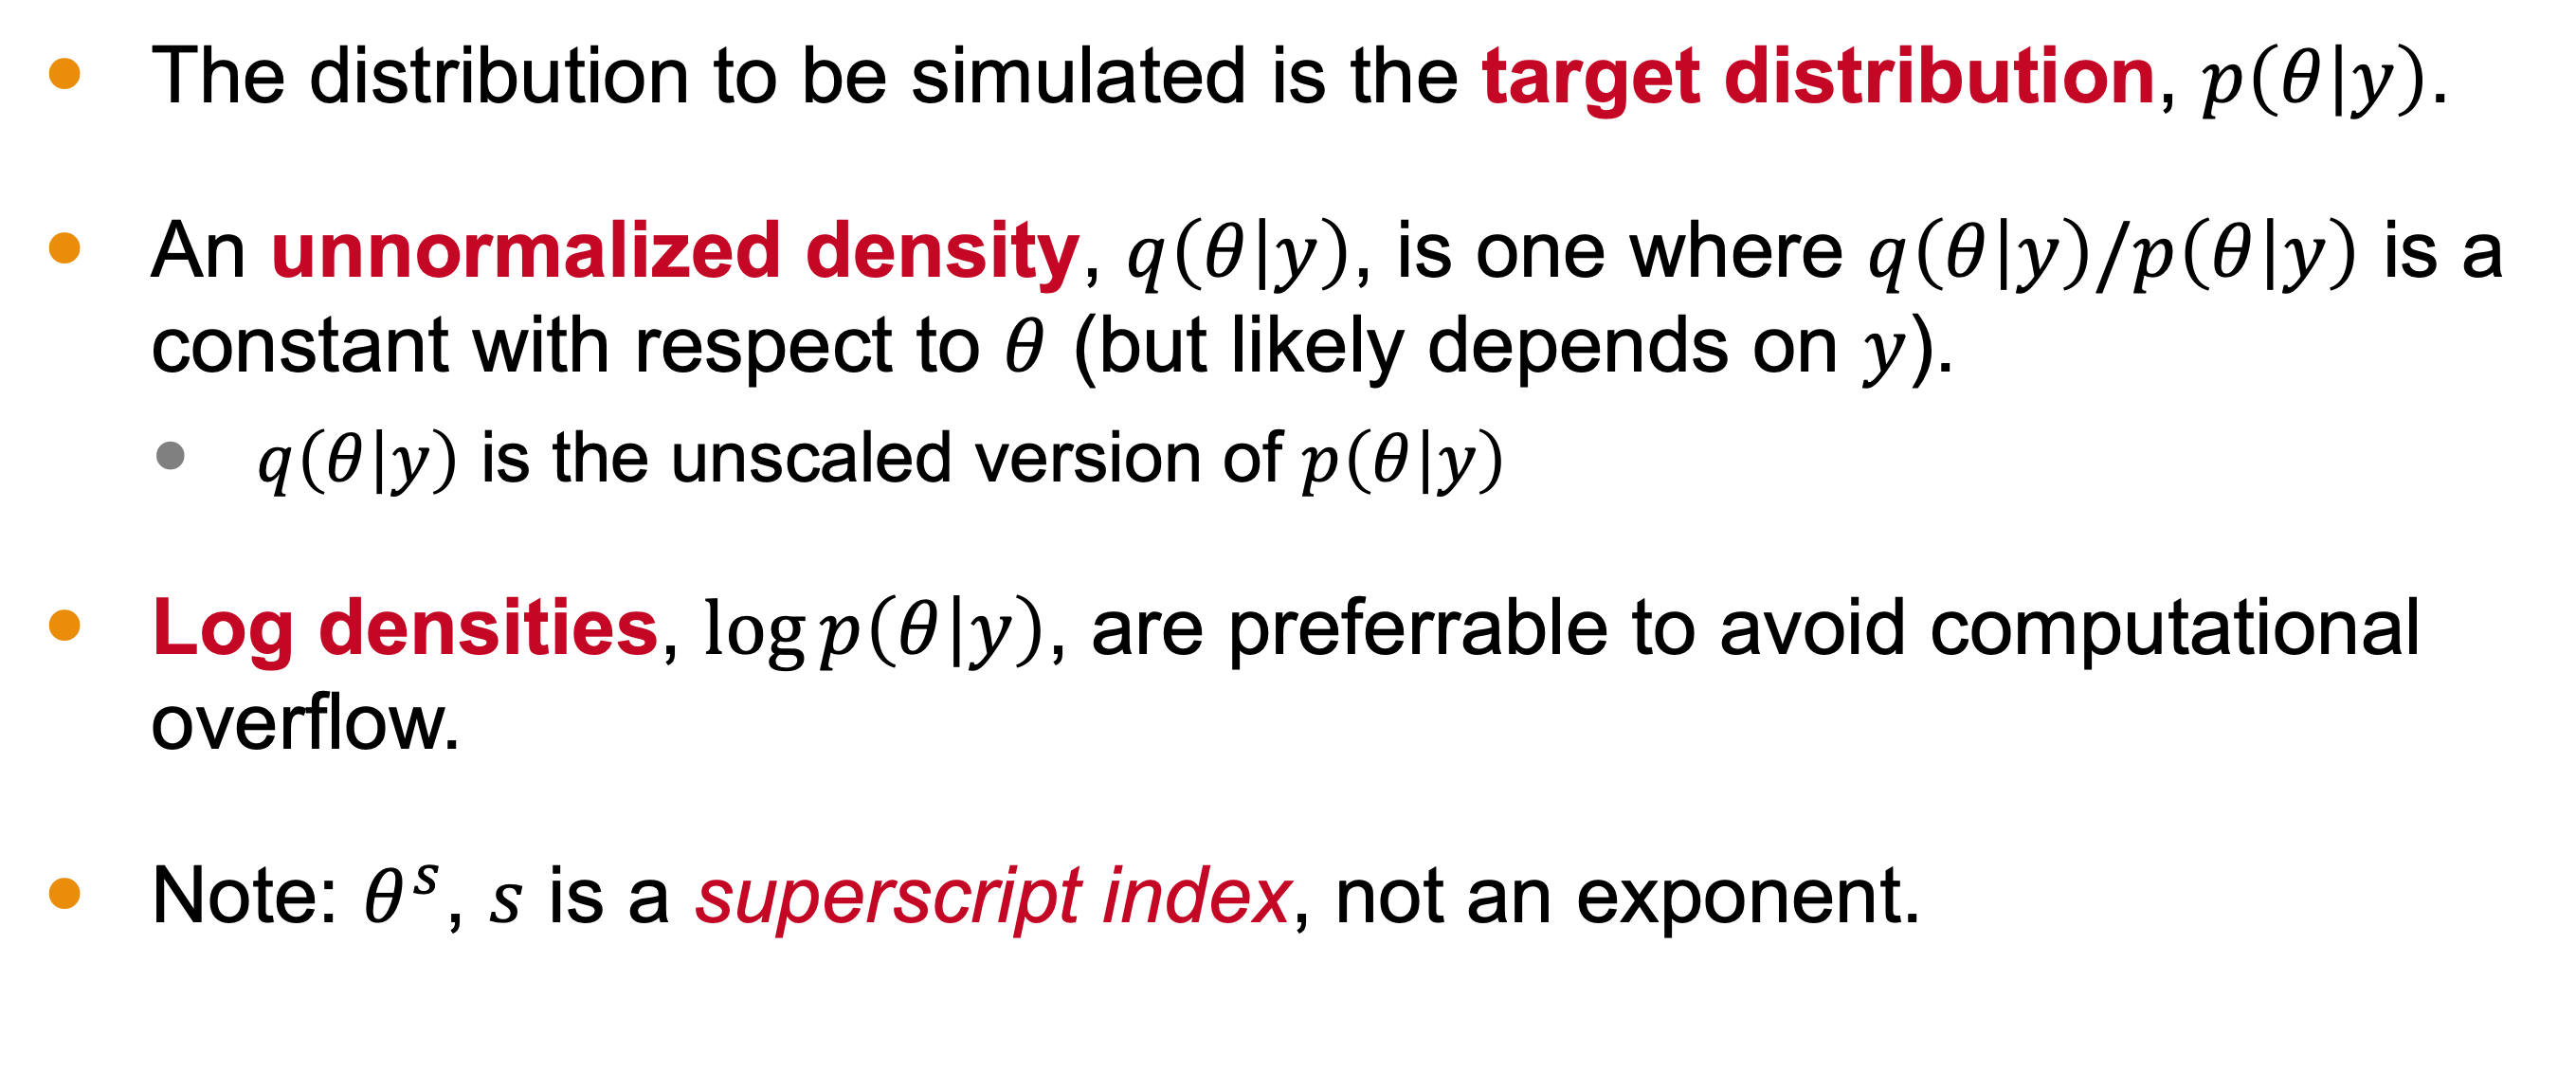 • The distribution to be simulated is the target distribution, p(θ|y).
• An unnormalized density, q(θ|y), is one where q(θ|y)/p(θ|y) is a
constant with respect to θ (but likely depends on y).
• q(θ|y) is the unscaled version of p(θ|y)
• Log densities, log p(θ|y), are preferrable to avoid computational
overflow.
• Note: θˢ, s is a superscript index, not an exponent.